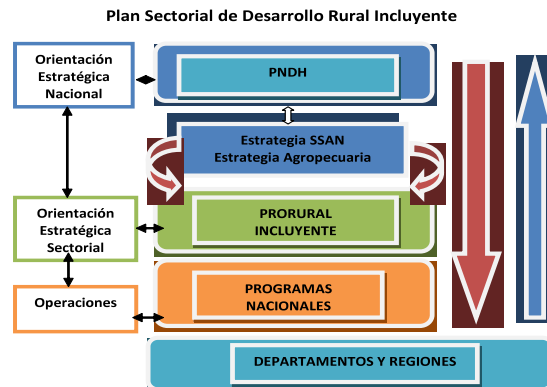 Plan Sectorial de Desarrollo Rural Incluyente
Orientación
Estratégica
Nacional
PNDH
Estrategia SSAN
Estrategia Agropecuaria
Orientación
Estratégica
Sectorial
PRORURAL
INCLUYENTE
Operaciones
PROGRAMAS
NACIONALES
DEPARTAMENTOS Y REGIONES